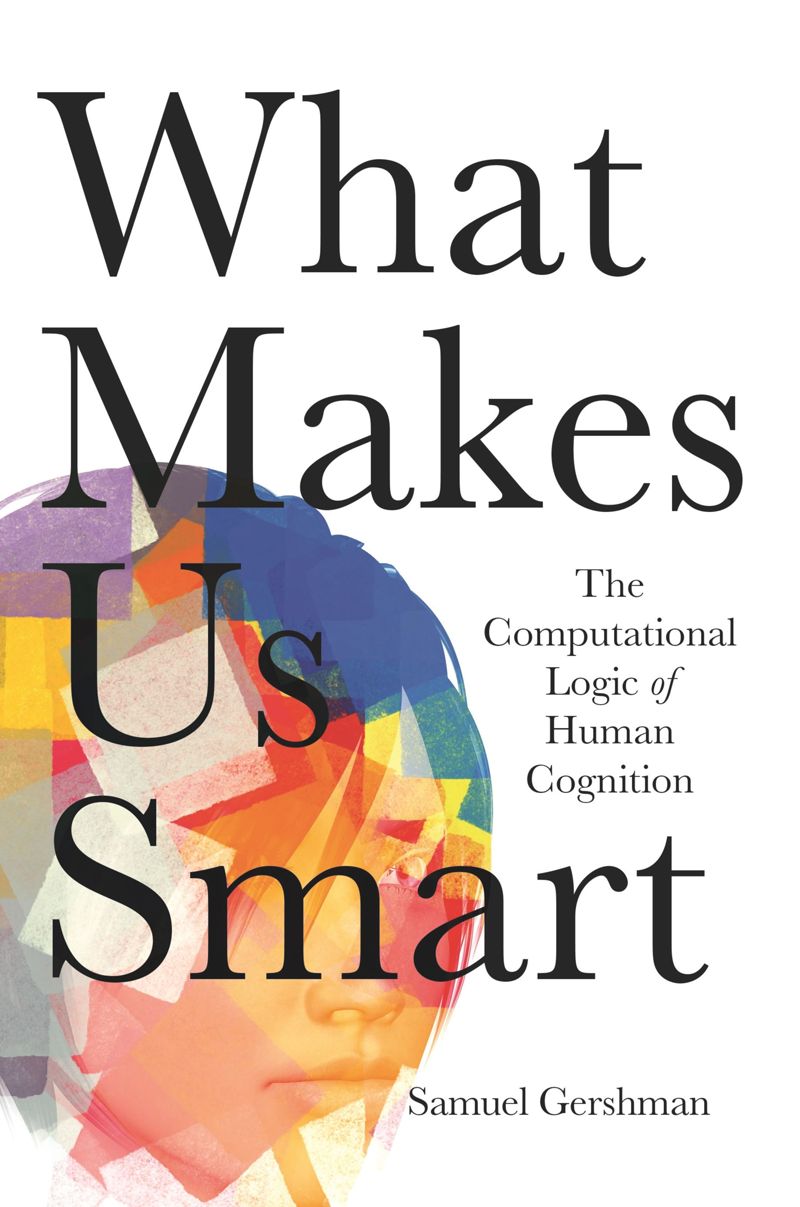 What
Makes
Us
Smart
The
Computational
Logic of
Human
Cognition
Samuel Gershman